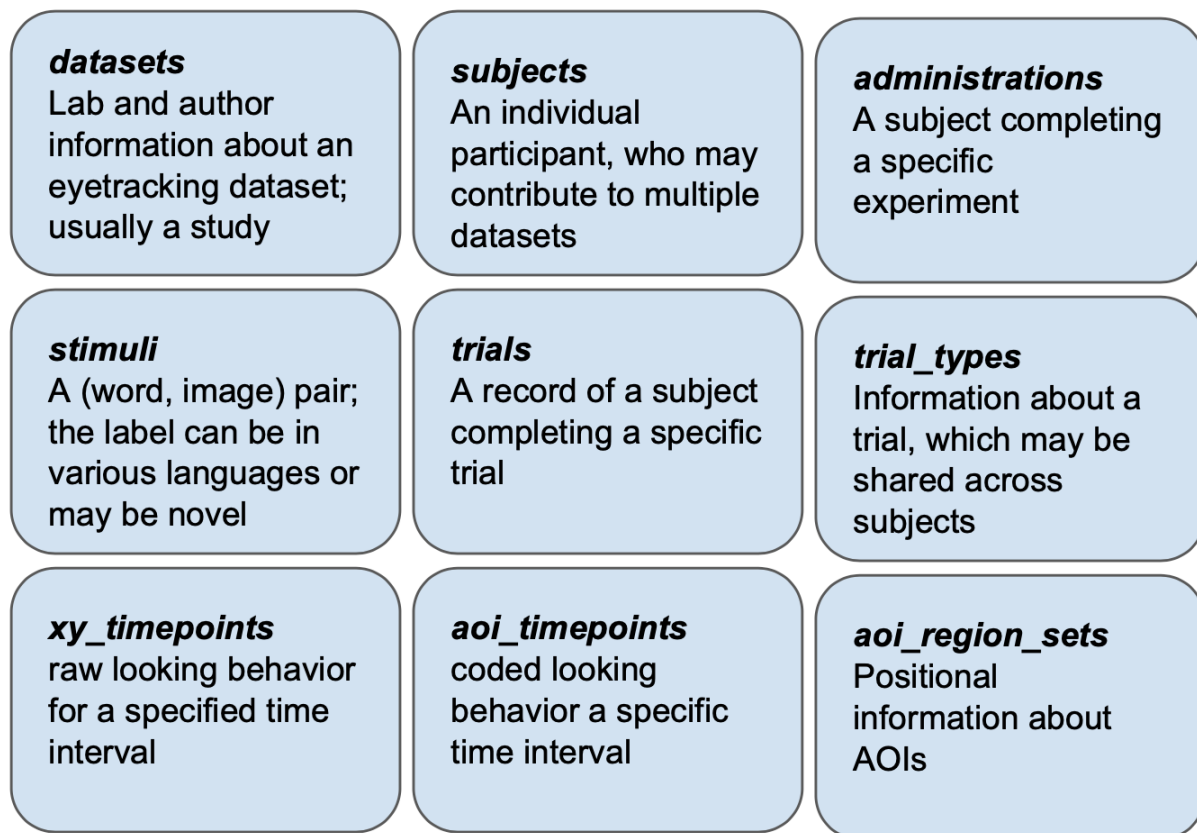 datasets
Lab and author
information about an
eyetracking dataset;
usually a study
subjects
An individual
participant, who may
contribute to multiple
datasets
administrations
A subject completing
a specific
experiment
stimuli
A (word, image) pair;
the label can be in
various languages or
may be novel
trials
A record of a subject
completing a specific
trial
trial_types
Information about a
trial, which may be
shared across
subjects
xy_timepoints
raw looking behavior
for a specified time
interval
aoi_timepoints
coded looking
behavior a specific
time interval
aoi_region_sets
Positional
information about
AOIs